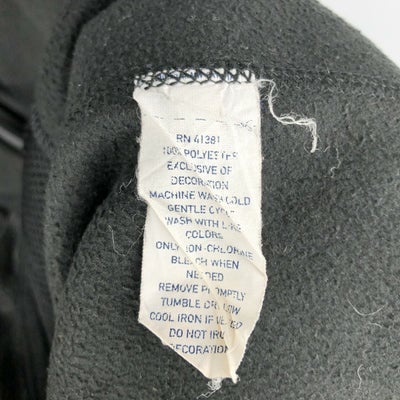 RN 41381
100% POLYESTER
EXCLUSIVE OF
DECORATION
MACHINE WASH COLD
GENTLE CYCLE
WASH WITH LIKE
COLORS
ONLY NON-CHLORINE
BLEACH WHEN
NEEDED
REMOVE PROMPTLY
TUMBLE DRY LOW
COOL IRON IF NEEDED
DO NOT IRON
DECORATION